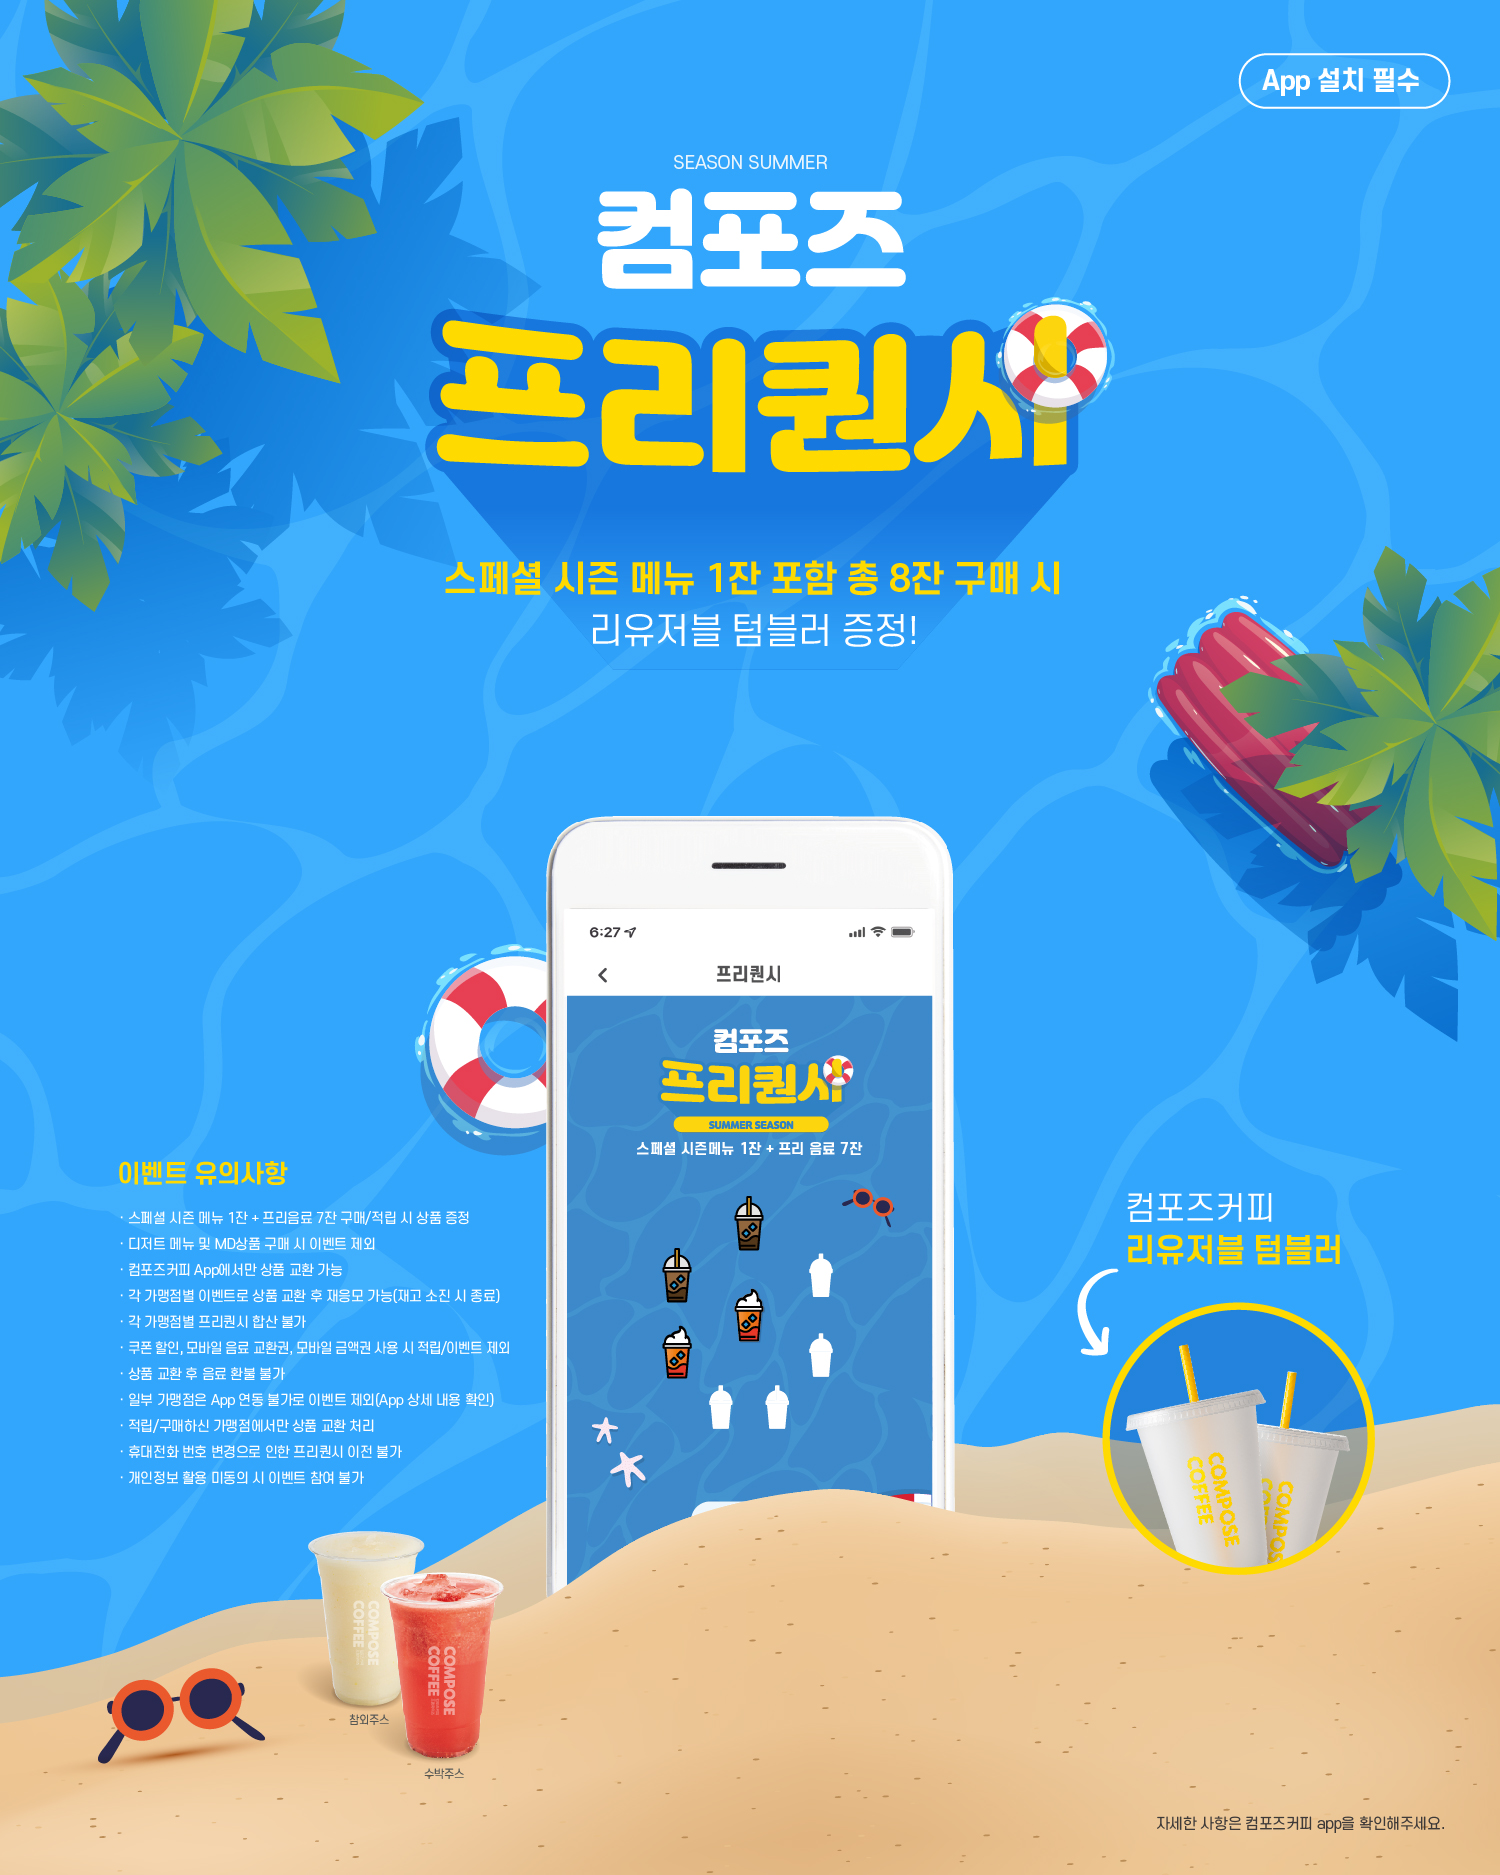 App 설치 필수
SEASON SUMMER
컴포즈
프리퀀시
스페셜 시즌 메뉴 1잔 포함 총 8잔 구매 시
리유저블 텀블러 증정!
6:27
프리퀀시
컴포즈
프리퀀시
SUMMER SEASON
스페셜 시즌메뉴 1잔 + 프리 음료 7잔
이벤트 유의사항
· 스페셜 시즌 메뉴 1잔 + 프리음료 7잔 구매/적립 시 상품 증정
· 디저트 메뉴 및 MD상품 구매 시 이벤트 제외
· 컴포즈커피 App에서만 상품 교환 가능
· 각 가맹점별 이벤트로 상품 교환 후 재응모 가능(재고 소진 시 종료)
· 각 가맹점별 프리퀀시 합산 불가
· 쿠폰 할인, 모바일 음료 교환권, 모바일 금액권 사용 시 적립/이벤트 제외
· 상품 교환 후 음료 환불 불가
· 일부 가맹점은 App 연동 불가로 이벤트 제외(App 상세 내용 확인)
· 적립/구매하신 가맹점에서만 상품 교환 처리
· 휴대전화 번호 변경으로 인한 프리퀀시 이전 불가
· 개인정보 활용 미동의 시 이벤트 참여 불가
컴포즈커피
리유저블 텀블러
COMPOSE
COFFEE
COMPOS
CO
COMPOSE
COFFEE
COMPOSE
COFFEE
참외주스
수박주스
자세한 사항은 컴포즈커피 app을 확인해주세요.